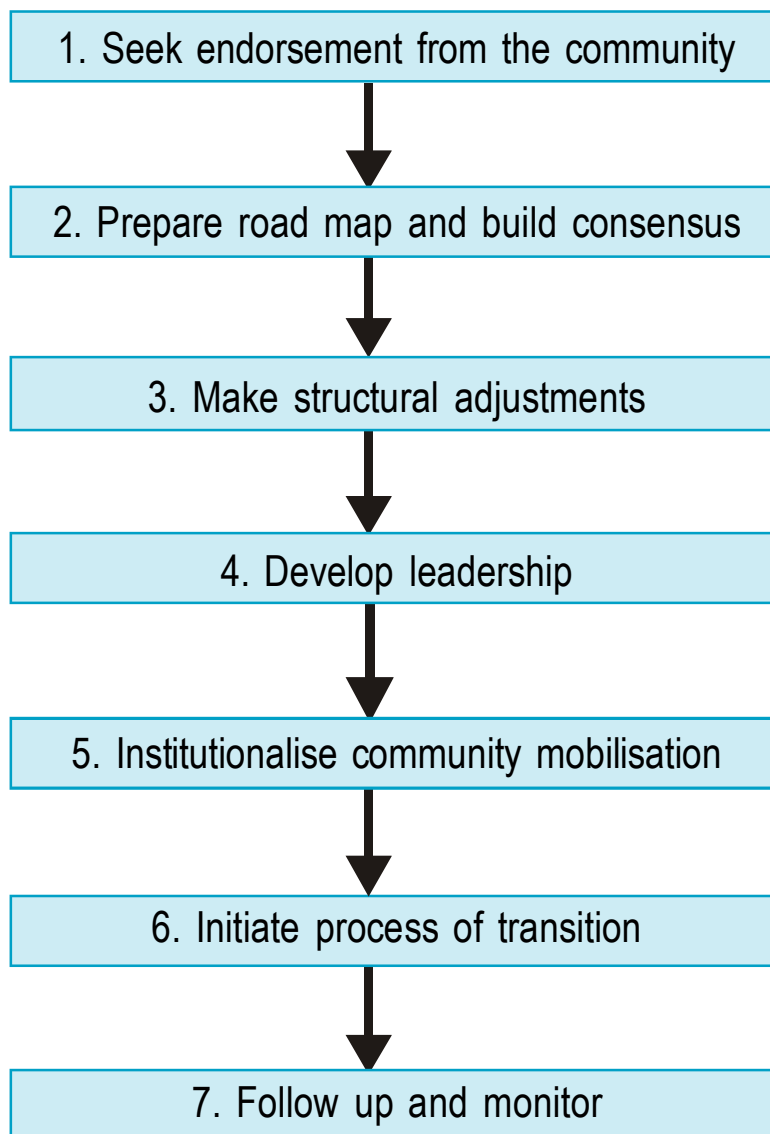 1. Seek endorsement from the community
2. Prepare road map and build consensus
3. Make structural adjustments
4. Develop leadership
5. Institutionalise community mobilisation
6. Initiate process of transition
7. Follow up and monitor